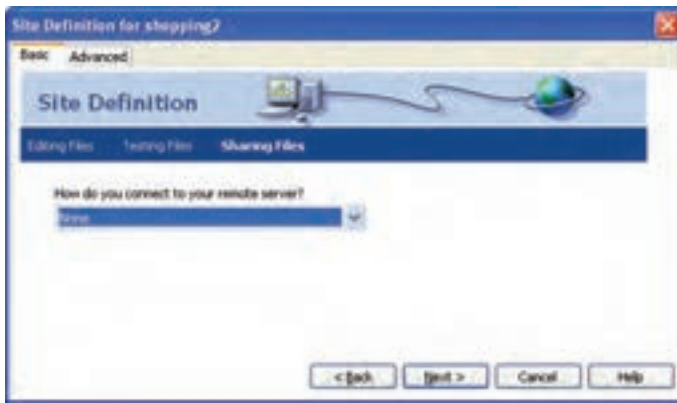 Site Definition for shopping2
Basic Advanced
Site Definition
Editing Files Testing Files Sharing Files
How do you connect to your remote server?
None
< Back Next > Cancel Help